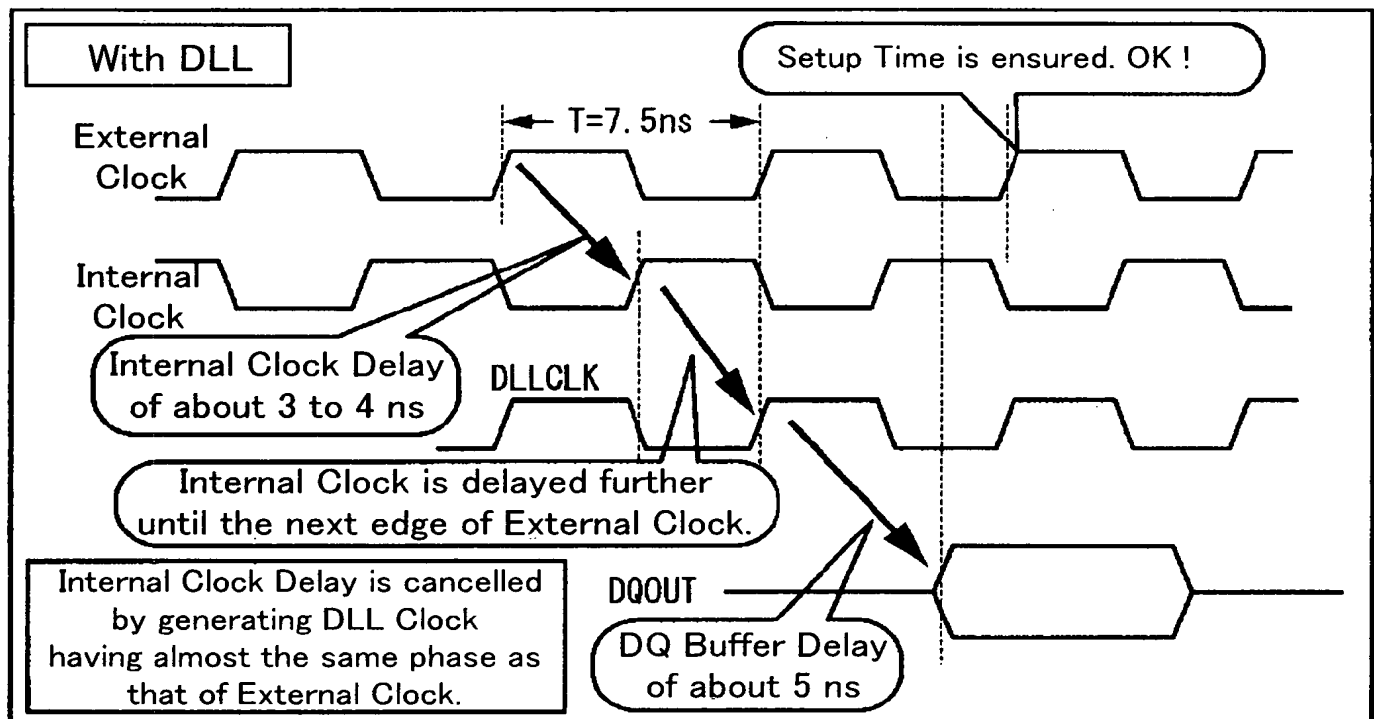 With DLL
Setup Time is ensured. OK !
T=7.5ns
External
Clock
Internal
Clock
Internal Clock Delay
of about 3 to 4 ns
DLLCLK
Internal Clock is delayed further
until the next edge of External Clock.
Internal Clock Delay is cancelled
by generating DLL Clock
having almost the same phase as
that of External Clock.
DQOUT
DQ Buffer Delay
of about 5 ns